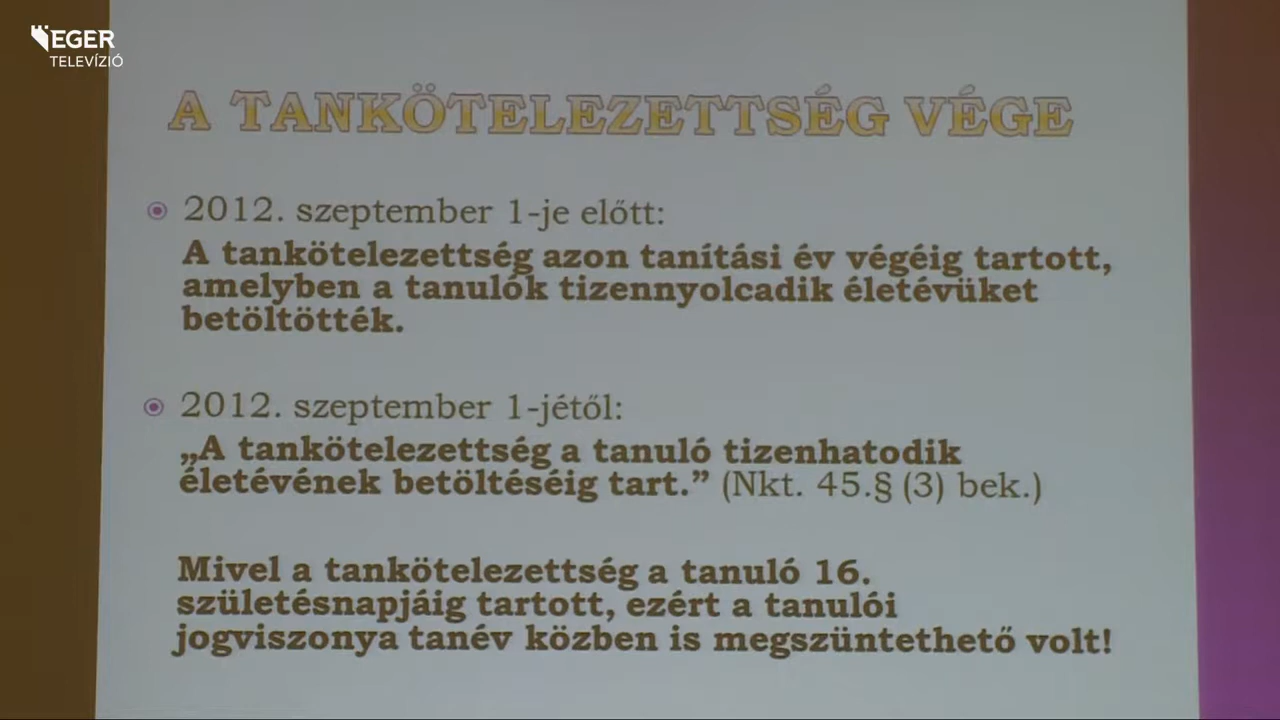 EGER
TELEVÍZIÓ
A TANKÖTELEZETTSÉG VÉGE
2012. szeptember 1-je előtt:
A tankötelezettség azon tanítási év végéig tartott,
amelyben a tanulók tizennyolcadik életévüket
betöltötték.
2012. szeptember 1-jétől:
„A tankötelezettség a tanuló tizenhatodik
életévének betöltéséig tart.” (Nkt. 45.§ (3) bek.)
Mivel a tankötelezettség a tanuló 16.
születésnapjáig tartott, ezért a tanulói
jogviszonya tanév közben is megszüntethető volt!